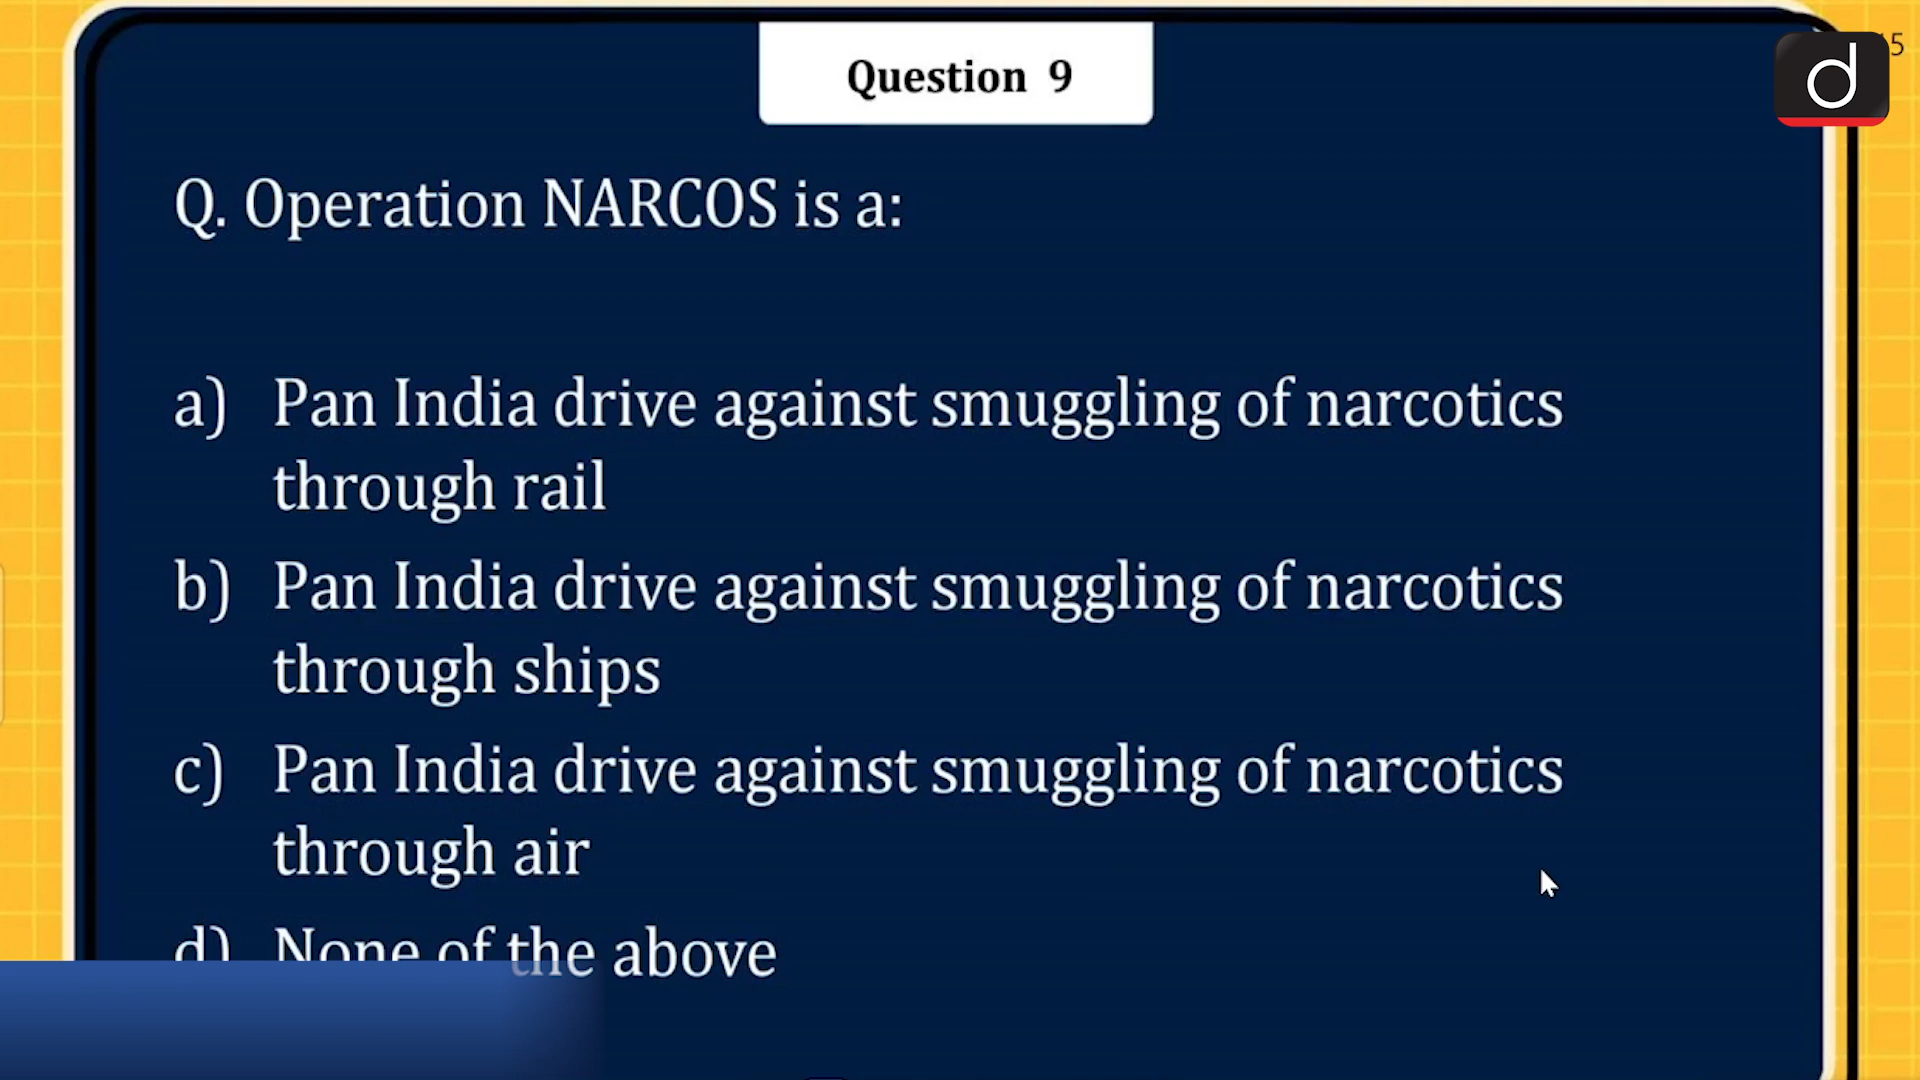 Question 9
5
Q. Operation NARCOS is a:
a) Pan India drive against smuggling of narcotics
through rail
b) Pan India drive against smuggling of narcotics
through ships
c) Pan India drive against smuggling of narcotics
through air
d) None of the above